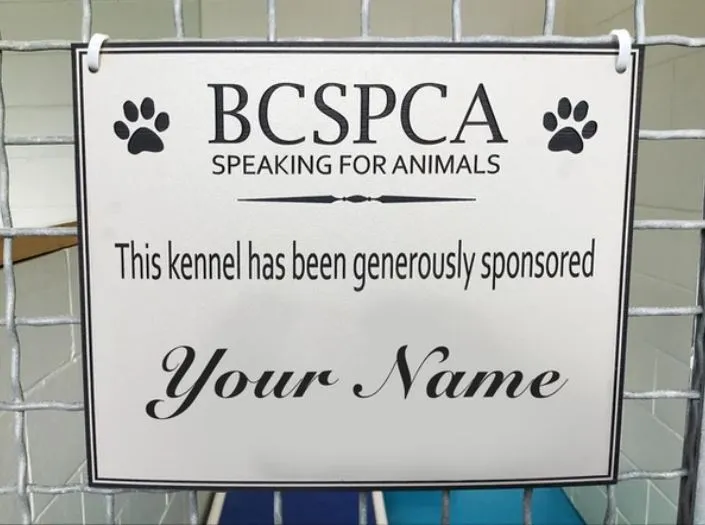 BCSPCA
SPEAKING FOR ANIMALS
This kennel has been generously sponsored
Your Name